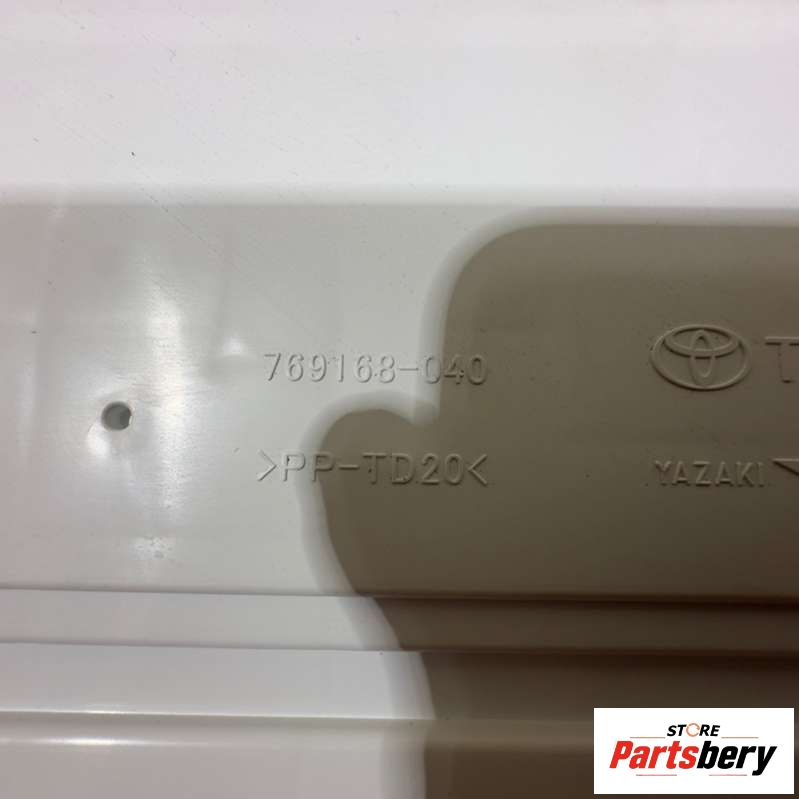 769168-040
>PP-TD20<
T
YAZAKI
STORE
Partsbery